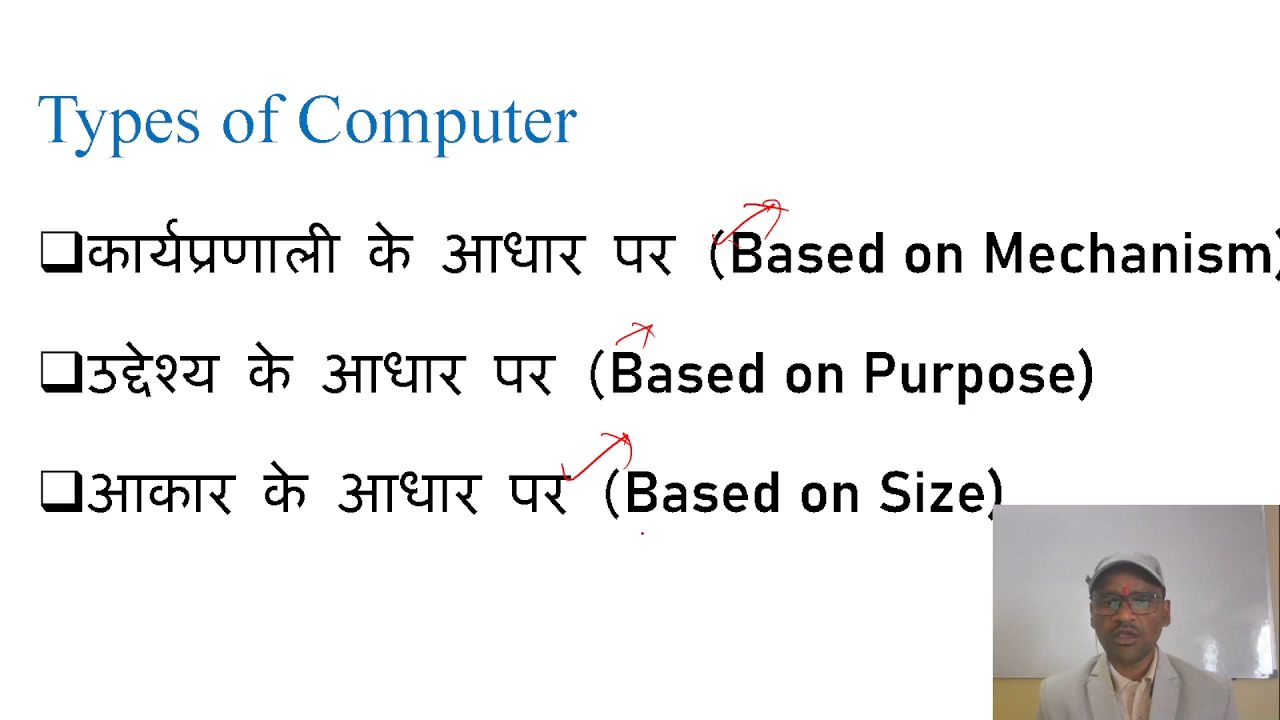 Types of Computer
❑कार्यप्रणाली के आधार पर (Based on Mechanism)
❑उद्देश्य के आधार पर (Based on Purpose)
❑आकार के आधार पर (Based on Size)